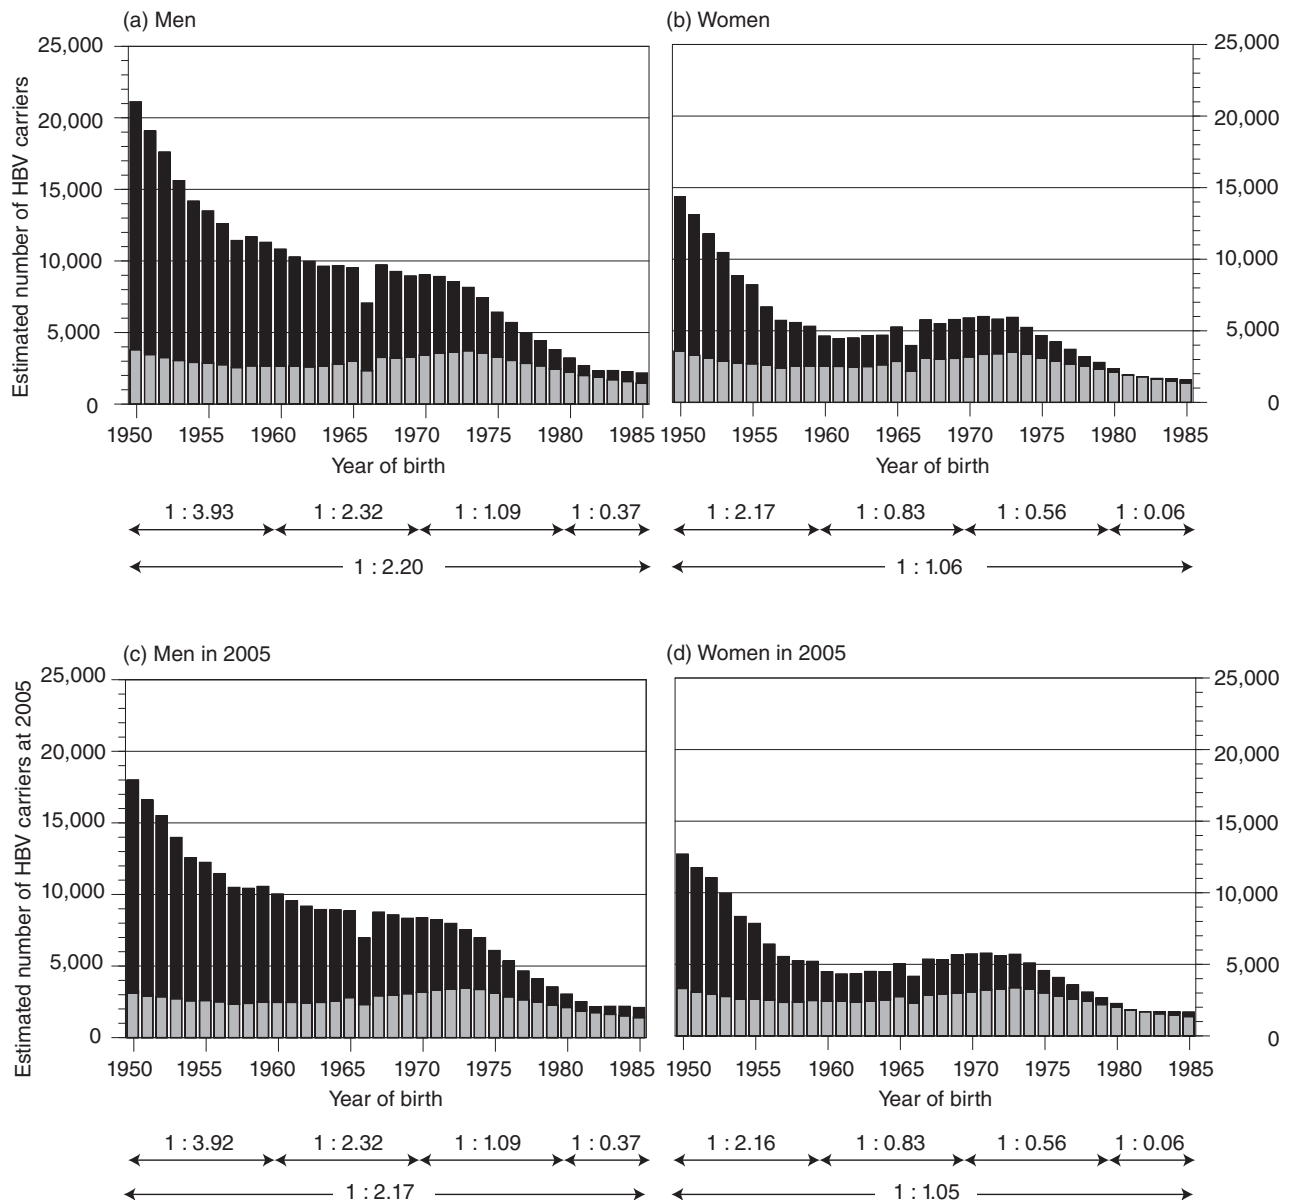 (a) Men
(b) Women
Estimated number of HBV carriers
25,000
20,000
15,000
10,000
5,000
0
25,000
20,000
15,000
10,000
5,000
0
1950 1955 1960 1965 1970 1975 1980 1985
1950 1955 1960 1965 1970 1975 1980 1985
Year of birth
Year of birth
1 : 3.93 1 : 2.32 1 : 1.09 1 : 0.37
1 : 2.17 1 : 0.83 1 : 0.56 1 : 0.06
1 : 2.20
1 : 1.06
(c) Men in 2005
(d) Women in 2005
Estimated number of HBV carriers at 2005
25,000
20,000
15,000
10,000
5,000
0
25,000
20,000
15,000
10,000
5,000
0
1950 1955 1960 1965 1970 1975 1980 1985
1950 1955 1960 1965 1970 1975 1980 1985
Year of birth
Year of birth
1 : 3.92 1 : 2.32 1 : 1.09 1 : 0.37
1 : 2.16 1 : 0.83 1 : 0.56 1 : 0.06
1 : 2.17
1 : 1.05